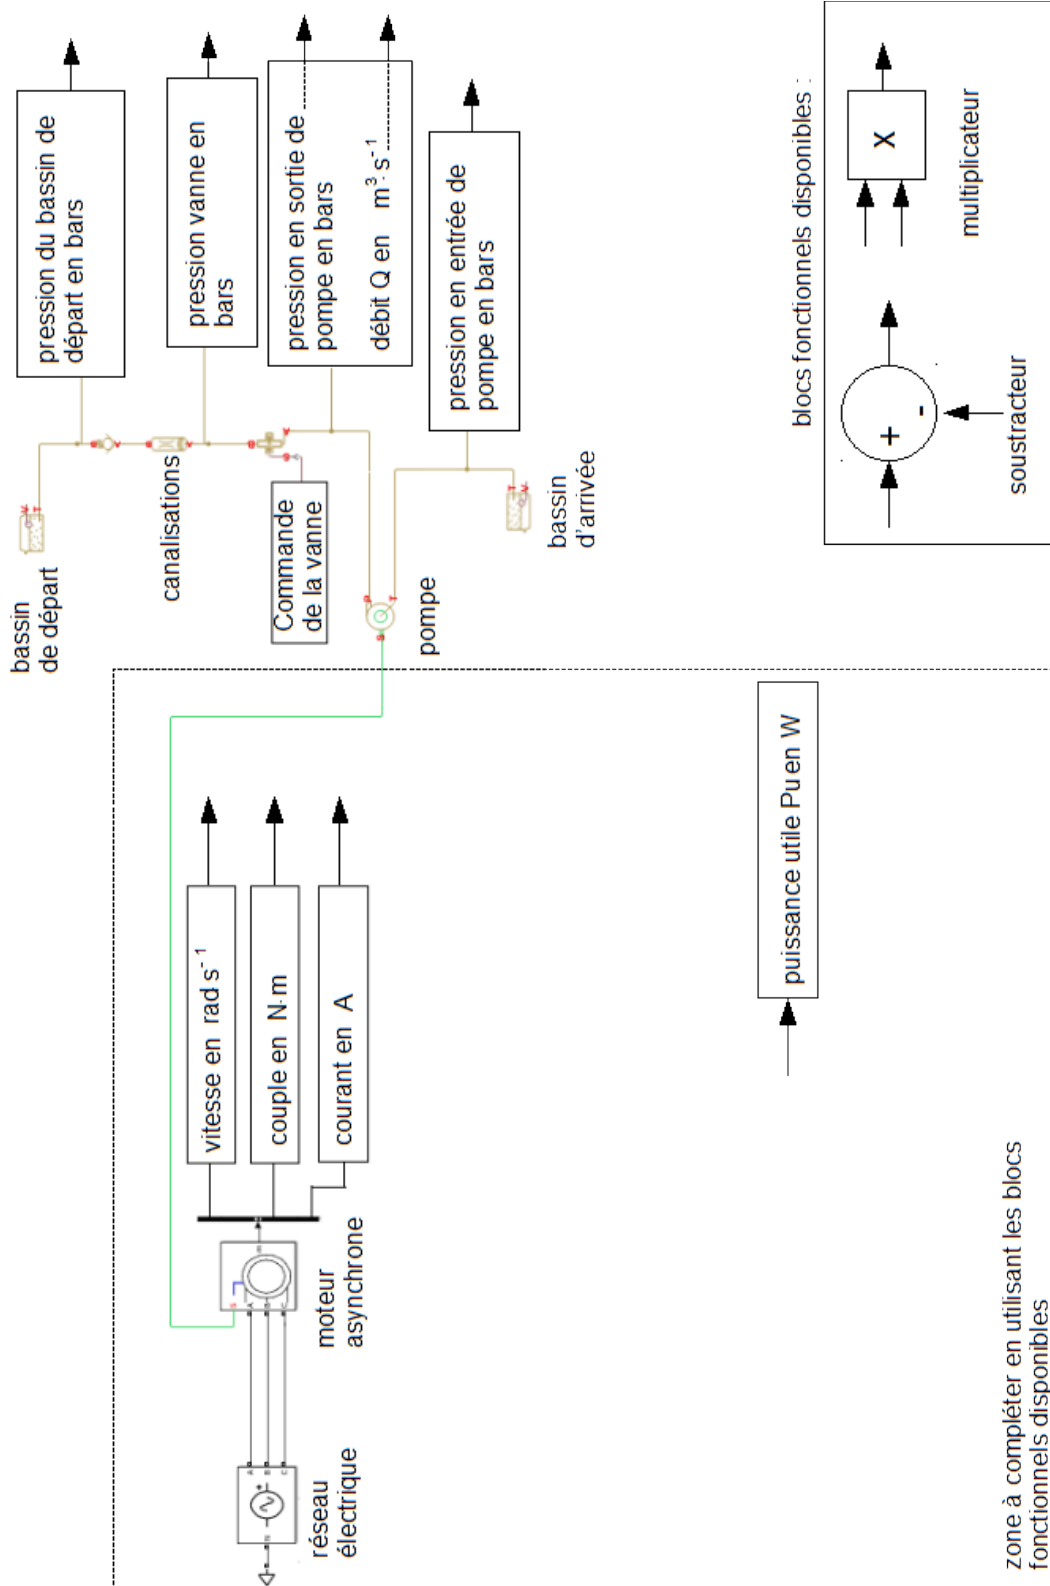 bassin
de départ
pression du bassin de
départ en bars
canalisations
pression vanne en
bars
Commande
de la vanne
pression en sortie de
pompe en bars
débit Q en m³·s⁻¹
pompe
pression en entrée de
pompe en bars
bassin
d'arrivée
réseau
électrique
moteur
asynchrone
vitesse en rad s⁻¹
couple en N·m
courant en A
puissance utile Pu en W
zone à compléter en utilisant les blocs
fonctionnels disponibles
blocs fonctionnels disponibles :
+
-
soustracteur
X
multiplicateur